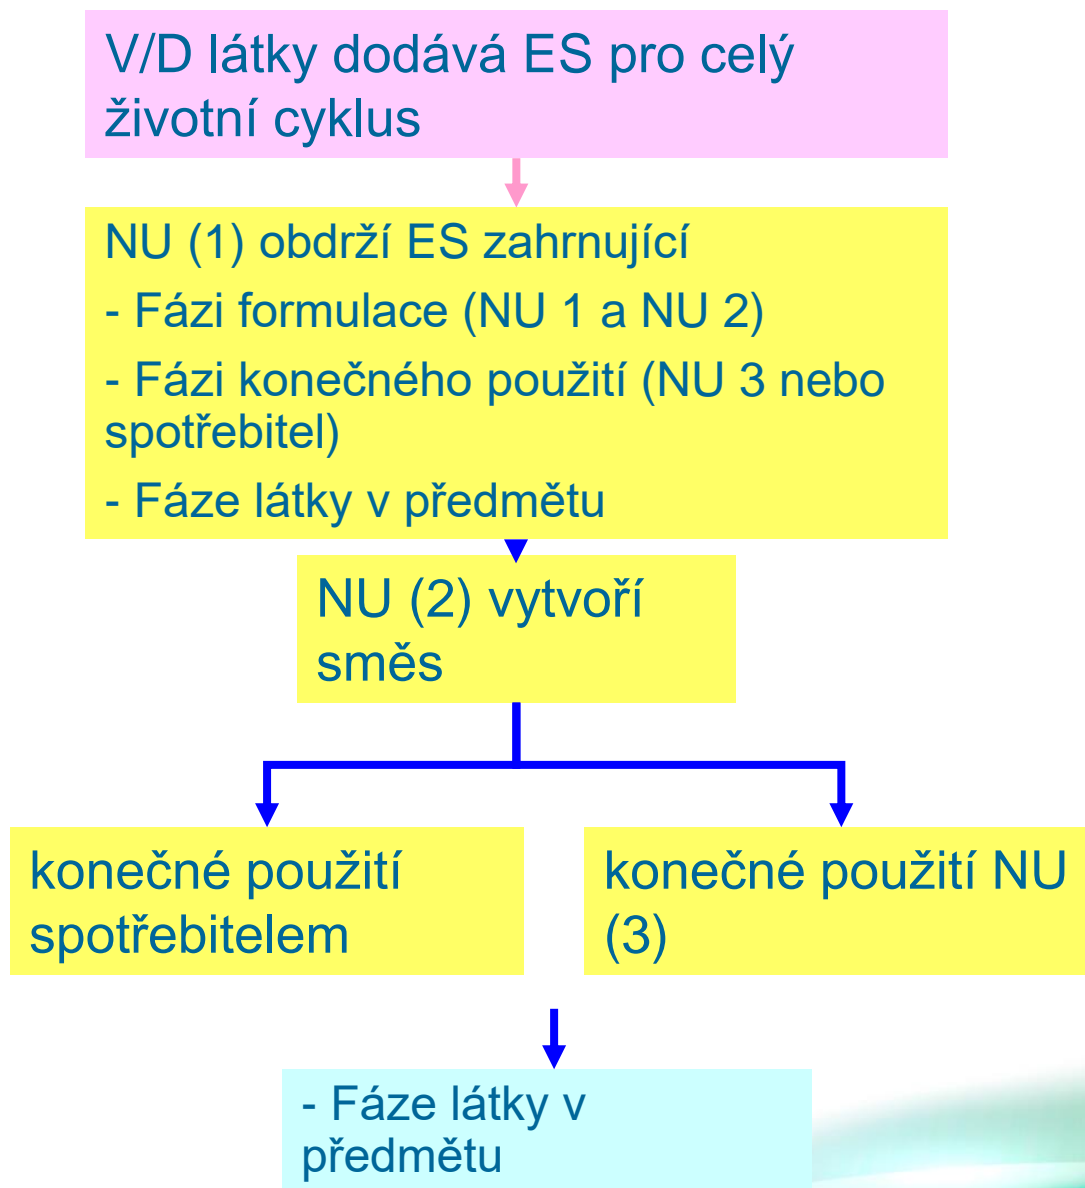 V/D látky dodává ES pro celý
životní cyklus
NU (1) obdrží ES zahrnující
- Fázi formulace (NU 1 a NU 2)
- Fázi konečného použití (NU 3 nebo
spotřebitel)
- Fáze látky v předmětu
NU (2) vytvoří
směs
konečné použití
spotřebitelem
konečné použití NU
(3)
- Fáze látky v
předmětu